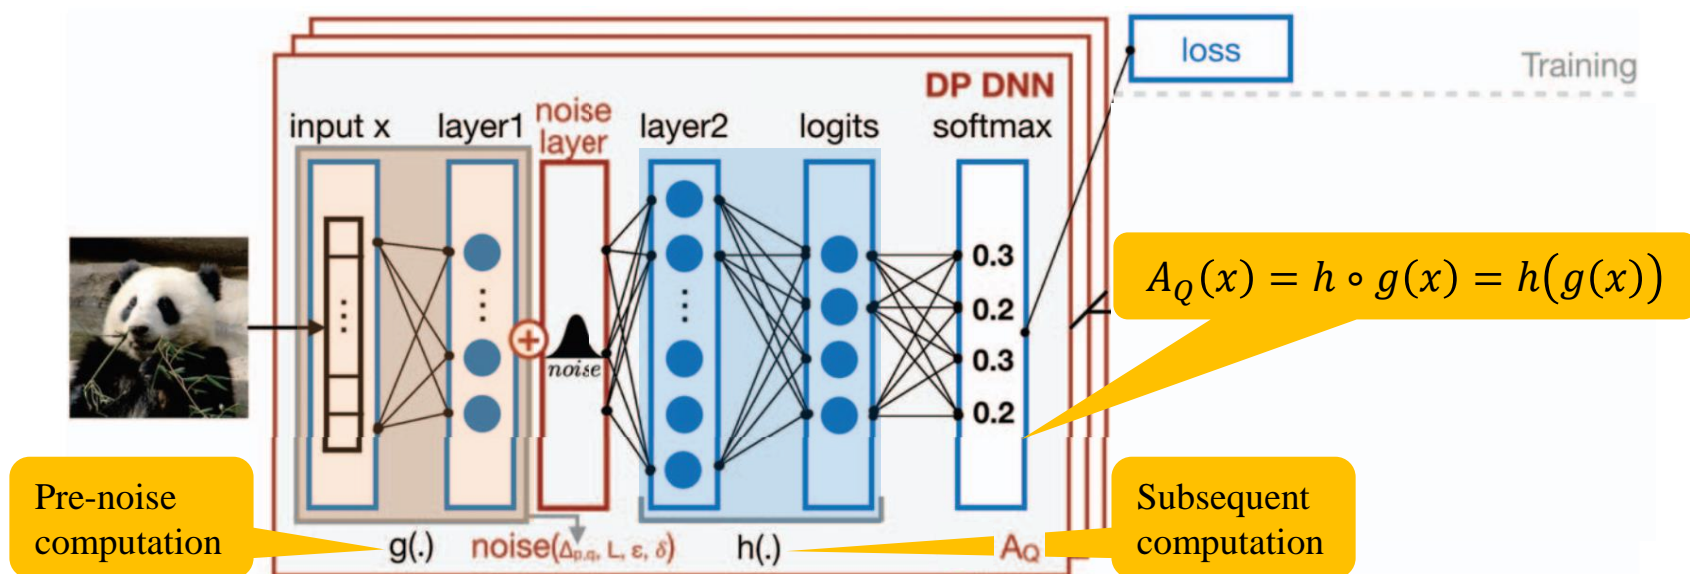 loss
Training
DP DNN
input x
layer1
noise
layer
layer2
logits
softmax
0.3
0.2
0.3
0.2
noise
A_Q(x) = h ∘ g(x) = h(g(x))
Pre-noise
computation
g(.)
noise(Δ_{p,q}, L, ε, δ)
h(.)
A_Q
Subsequent
computation